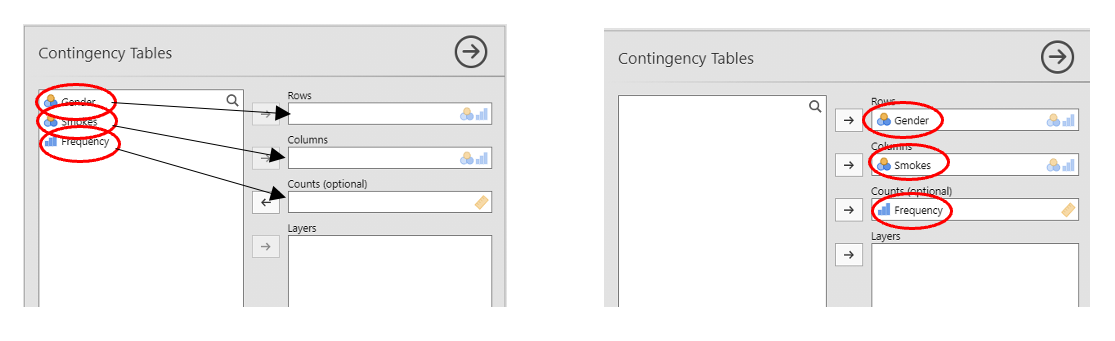 Contingency Tables
Gender
Smokes
Frequency
Rows
Columns
Counts (optional)
Layers
Contingency Tables
Rows
Gender
Columns
Smokes
Counts (optional)
Frequency
Layers